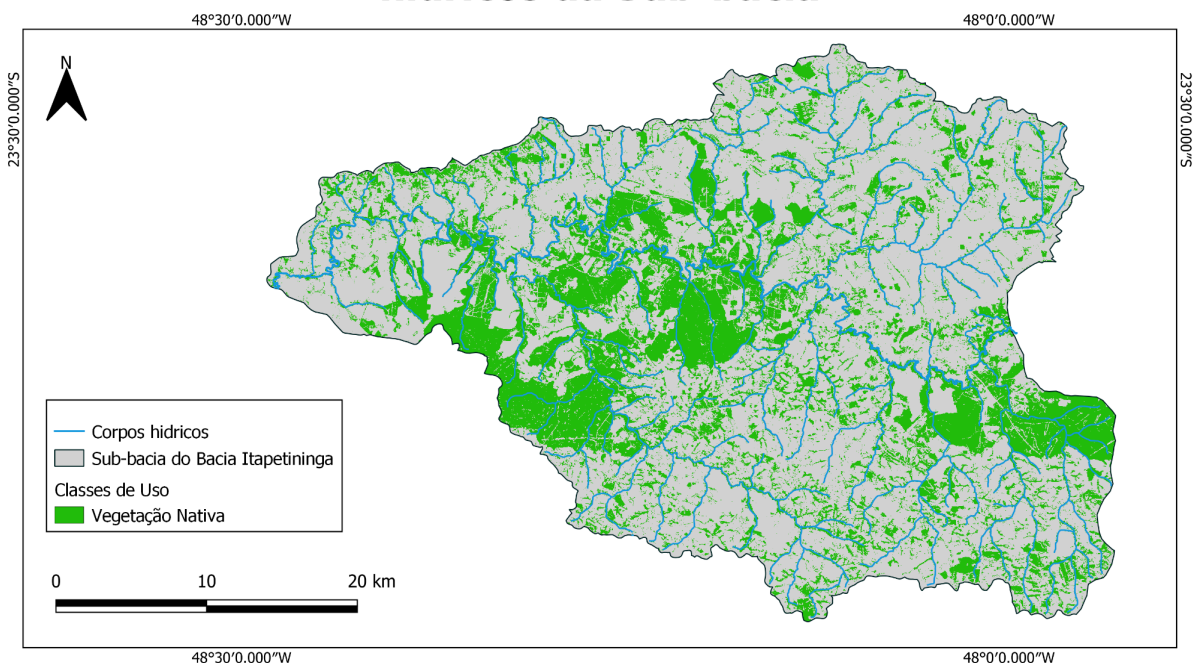 48°30'0.000"W 48°0'0.000"W
23°30'0.000"S
23°30'0.000"S
N
Corpos hidricos
Sub-bacia do Bacia Itapetininga
Classes de Uso
Vegetação Nativa
0 10 20 km
48°30'0.000"W 48°0'0.000"W